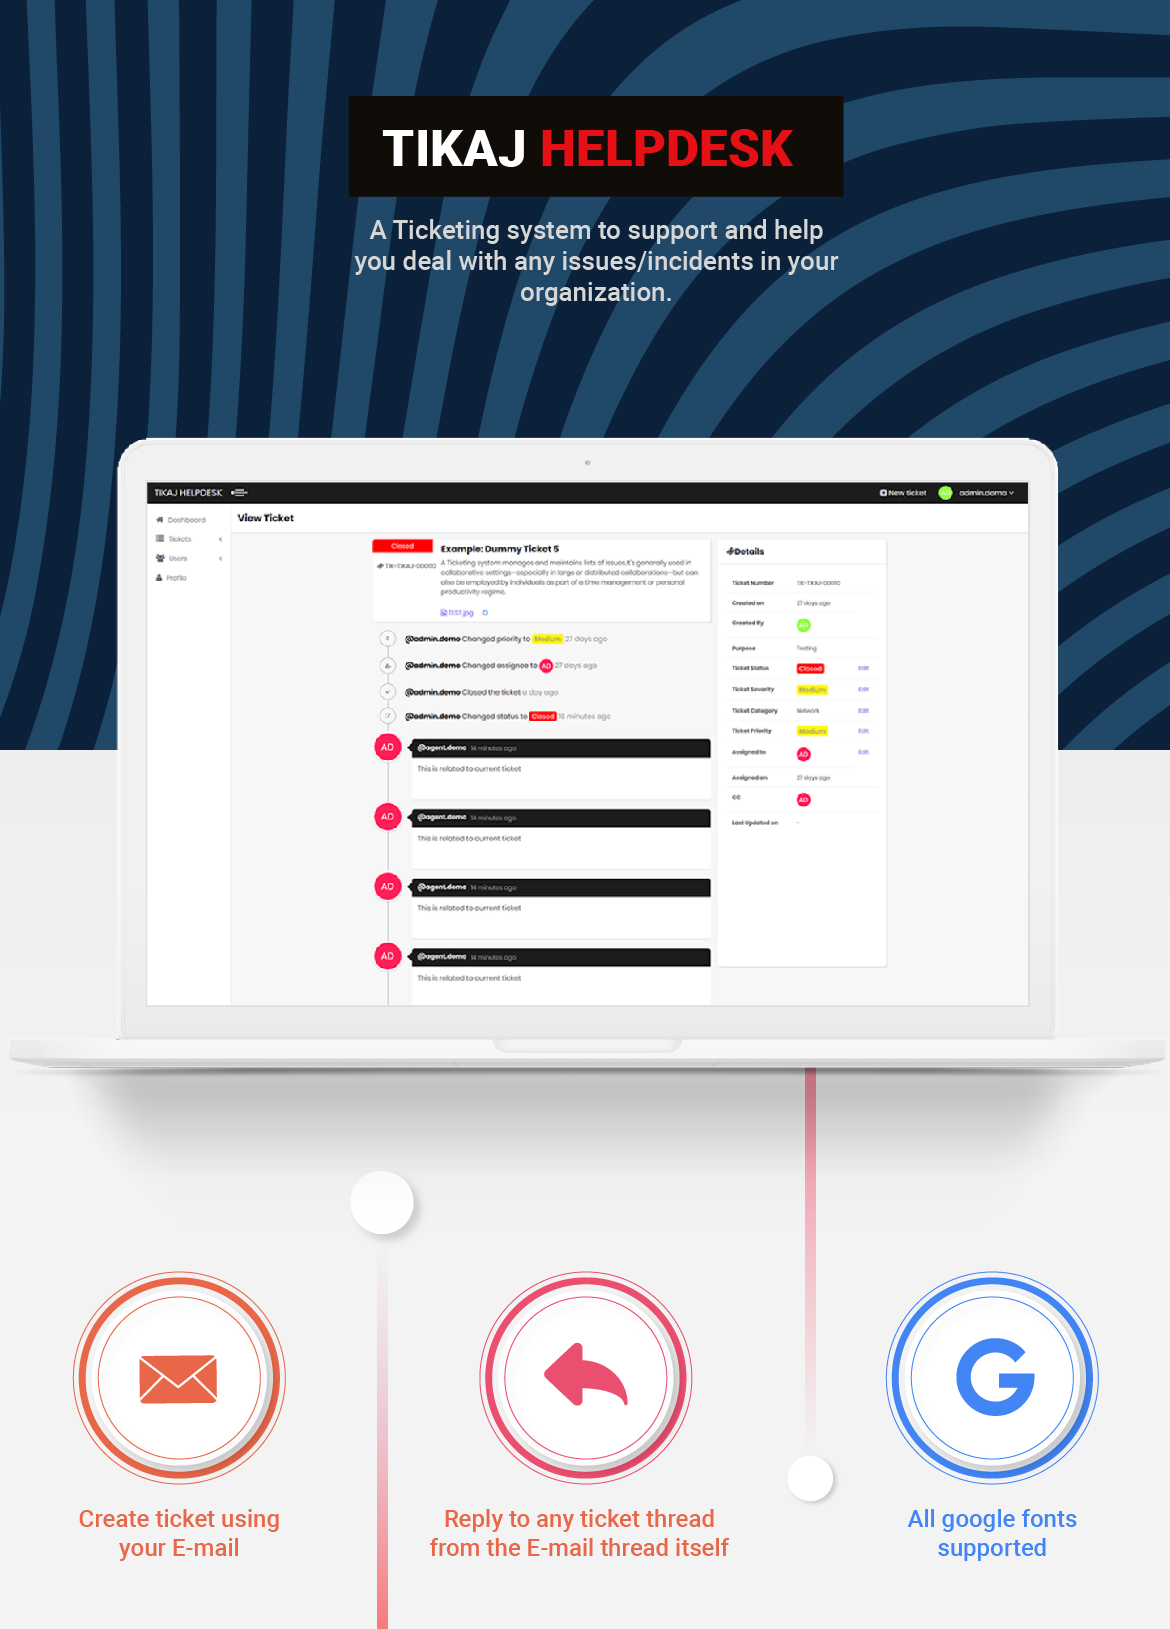 TIKAJ HELPDESK
A Ticketing system to support and help
you deal with any issues/incidents in your
organization.
TIKAJ HELPDESK
New ticket
admin.demo
Dashboard
Tickets
Users
Profile
View Ticket
Closed
Example: Dummy Ticket 5
A Ticketing system manages and maintains lists of issues.It's generally used in
collaborative settings—especially in large or distributed collaborations—but can
also be employed by individuals as part of a time management or personal
productivity regime.
TEST.jpg
@admin.demo Changed priority to Medium 27 days ago
@admin.demo Changed assignee to AD 27 days ago
@admin.demo Closed the ticket a day ago
@admin.demo Changed status to Closed 16 minutes ago
AD
@agent.demo 14 minutes ago
This is related to current ticket
AD
@agent.demo 14 minutes ago
This is related to current ticket
AD
@agent.demo 14 minutes ago
This is related to current ticket
AD
@agent.demo 14 minutes ago
This is related to current ticket
Details
Ticket Number
Created on 27 days ago
Created By AD
Purpose Testing
Ticket Status Closed Edit
Ticket Severity Medium Edit
Ticket Category Network Edit
Ticket Priority Medium Edit
Assigned to AD Edit
Assigned on 27 days ago
CC AD
Last Updated on -
Create ticket using
your E-mail
Reply to any ticket thread
from the E-mail thread itself
All google fonts
supported